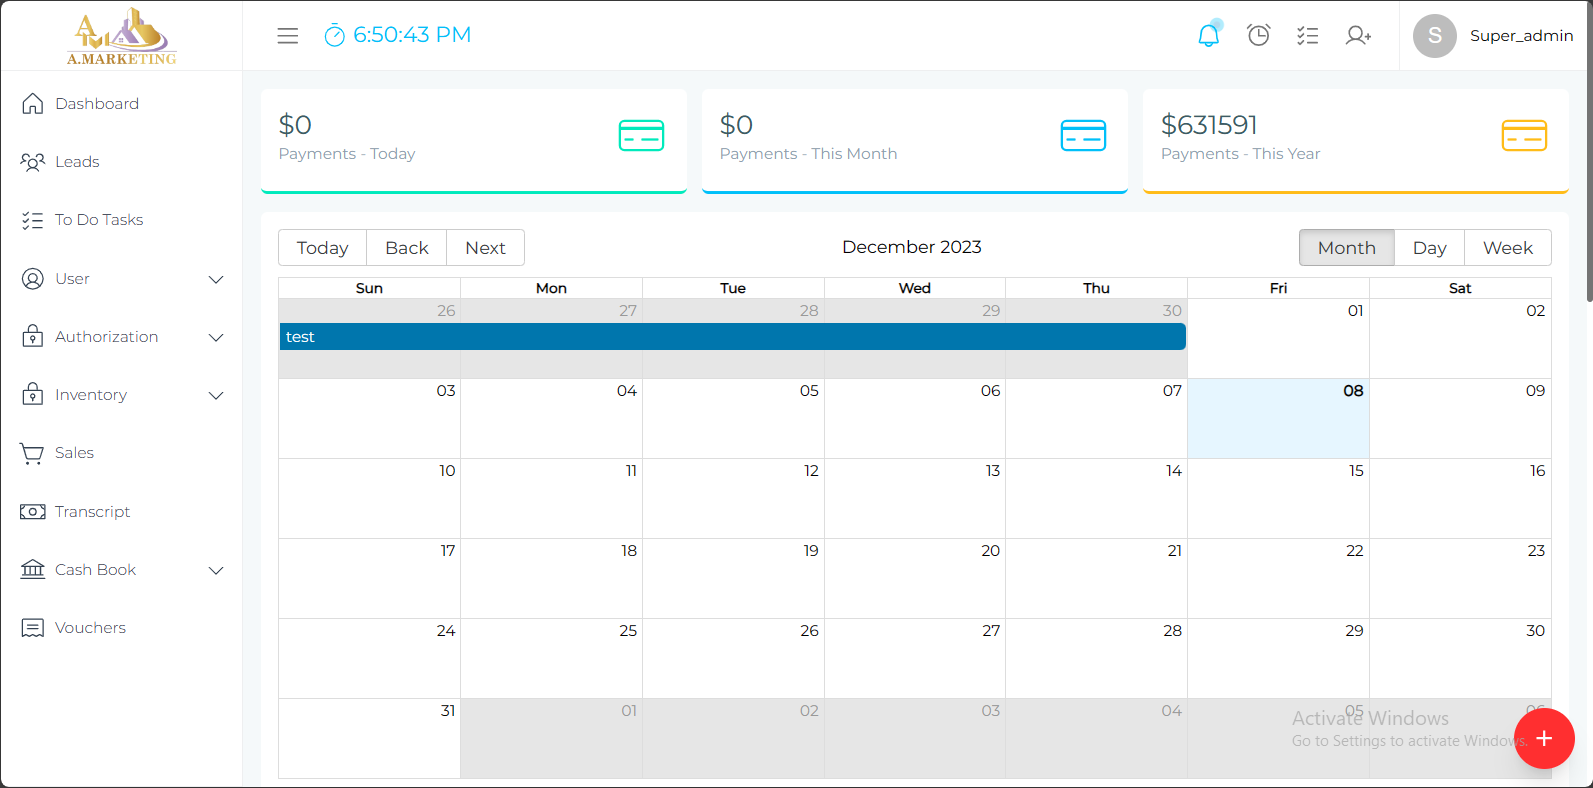 A.MARKETING
6:50:43 PM
S Super_admin
Dashboard
Leads
To Do Tasks
User
Authorization
Inventory
Sales
Transcript
Cash Book
Vouchers
$0
Payments - Today
$0
Payments - This Month
$631591
Payments - This Year
Today Back Next
December 2023
Month Day Week
Sun Mon Tue Wed Thu Fri Sat
26 27 28 29 30 01 02
test
03 04 05 06 07 08 09
10 11 12 13 14 15 16
17 18 19 20 21 22 23
24 25 26 27 28 29 30
31 01 02 03 04 05 06
Activate Windows
Go to Settings to activate Windows.
+